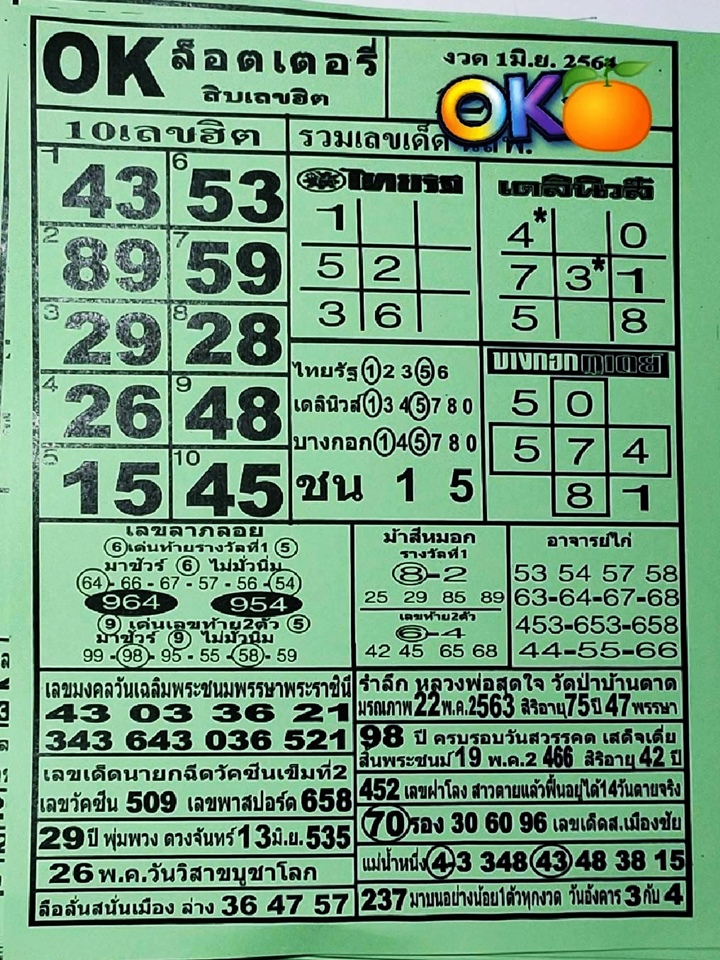 OK ล็อตเตอรี่
สิบเลขฮิต
งวด 1มิ.ย. 2564
OK
10เลขฮิต
รวมเลขเด็ด
1 43 6 53
2 89 7 59
3 29 8 28
4 26 9 48
5 15 10 45
ไทยรัฐ
1
5 2
3 6
เดลินิวส์
4* 0
7 3* 1
5 8
ไทยรัฐ 1 2 3 5 6
เดลินิวส์ 1 3 4 5 7 8 0
บางกอก 1 4 5 7 8 0
ชน 1 5
บางกอกทูเดย์
5 0
5 7 4
8 1
เลขลาภลอย
6 เด่นท้ายรางวัลที่1 5
มาชัวร์ 6 ไม่มั่วนิ่ม
64 - 66 - 67 - 57 - 56 - 54
964 954
9 เด่นเลขท้าย2ตัว 5
มาชัวร์ 9 ไม่มั่วนิ่ม
99 - 98 - 95 - 55 - 58 - 59
ม้าสีหมอก
รางวัลที่1
8-2
25 29 85 89
เลขท้าย2ตัว
6-4
42 45 65 68
อาจารย์ไก่
53 54 57 58
63-64-67-68
453-653-658
44-55-66
เลขมงคลวันเฉลิมพระชนมพรรษาพระราชินี
43 03 36 21
343 643 036 521
เลขเด็ดนายกฉีดวัคซีนเข็มที่2
เลขวัคซีน 509 เลขพาสปอร์ต 658
29 ปี พุ่มพวง ดวงจันทร์ 13 มิ.ย. 535
26 พ.ค.วันวิสาขบูชาโลก
ลือลั่นสนั่นเมือง ล่าง 36 47 57
รำลึก หลวงพ่อสุดใจ วัดป่าบ้านตาด
มรณภาพ 22 พ.ค.2563 สิริอายุ 75 ปี 47 พรรษา
98 ปี ครบรอบวันสวรรคต เสด็จเตี่ย
สิ้นพระชนม์ 19 พ.ค.2 466 สิริอายุ 42 ปี
452 เลขฝาโลง สาวตายแล้วฟื้นอยู่ได้14วันตายจริง
70 รอง 30 60 96 เลขเด็ดส.เมืองชัย
แม่น้ำหนึ่ง 4-3 348 43 48 38 15
237 มาบนอย่างน้อย1ตัวทุกงวด วันอังคาร 3 กับ 4